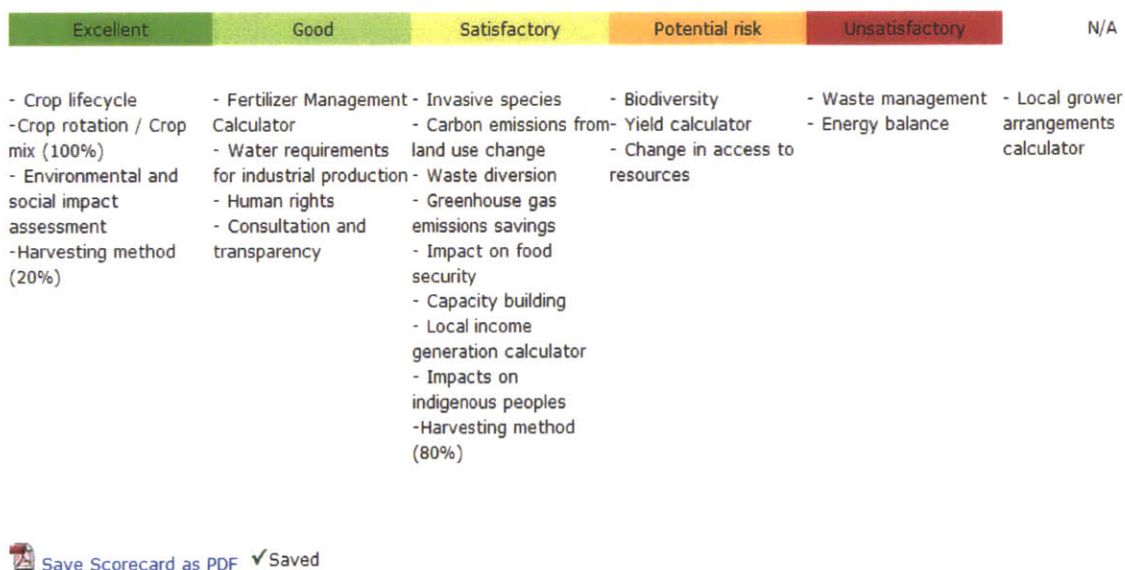 Excellent
Good
Satisfactory
Potential risk
Unsatisfactory
N/A
- Crop lifecycle
-Crop rotation / Crop
mix (100%)
- Environmental and
social impact
assessment
-Harvesting method
(20%)
- Fertilizer Management
Calculator
- Water requirements
for industrial production
- Human rights
- Consultation and
transparency
- Invasive species
- Carbon emissions from
land use change
- Waste diversion
- Greenhouse gas
emissions savings
- Impact on food
security
- Capacity building
- Local income
generation calculator
- Impacts on
indigenous peoples
-Harvesting method
(80%)
- Biodiversity
- Yield calculator
- Change in access to
resources
- Waste management
- Energy balance
- Local grower
arrangements
calculator
Save Scorecard as PDF ✓Saved